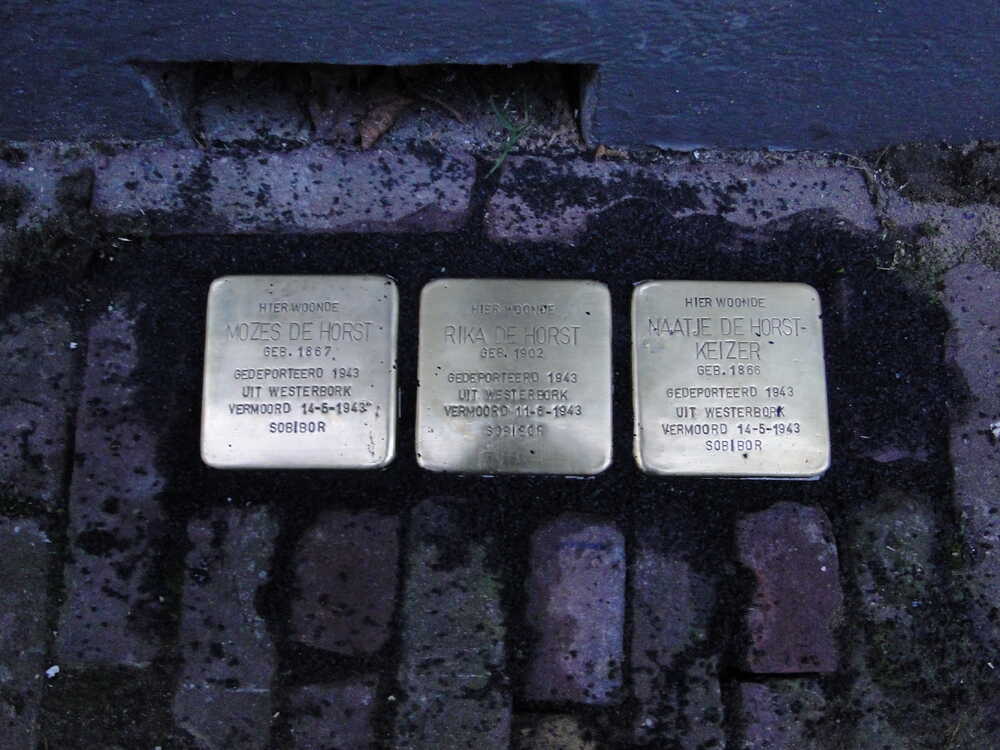 HIER WOONDE
MOZES DE HORST
GEB. 1867
GEDEPORTEERD 1943
UIT WESTERBORK
VERMOORD 14-5-1943
SOBIBOR
HIER WOONDE
RIKA DE HORST
GEB. 1902
GEDEPORTEERD 1943
UIT WESTERBORK
VERMOORD 11-6-1943
SOBIBOR
HIER WOONDE
NAATJE DE HORST-
KEIZER
GEB. 1866
GEDEPORTEERD 1943
UIT WESTERBORK
VERMOORD 14-5-1943
SOBIBOR